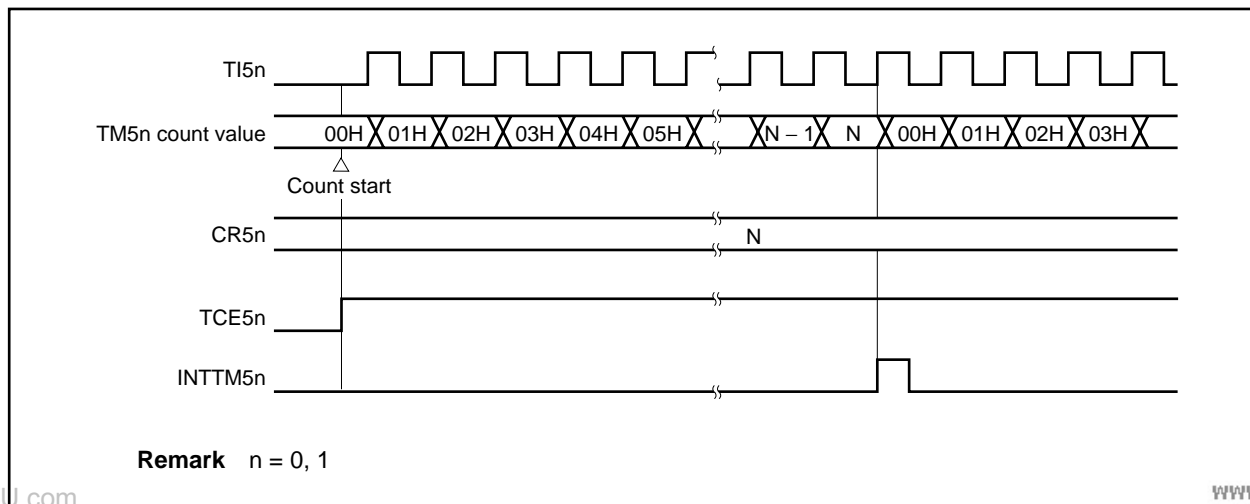 TI5n
TM5n count value 00H 01H 02H 03H 04H 05H N − 1 N 00H 01H 02H 03H
Count start
CR5n N
TCE5n
INTTM5n
Remark n = 0, 1
U.com